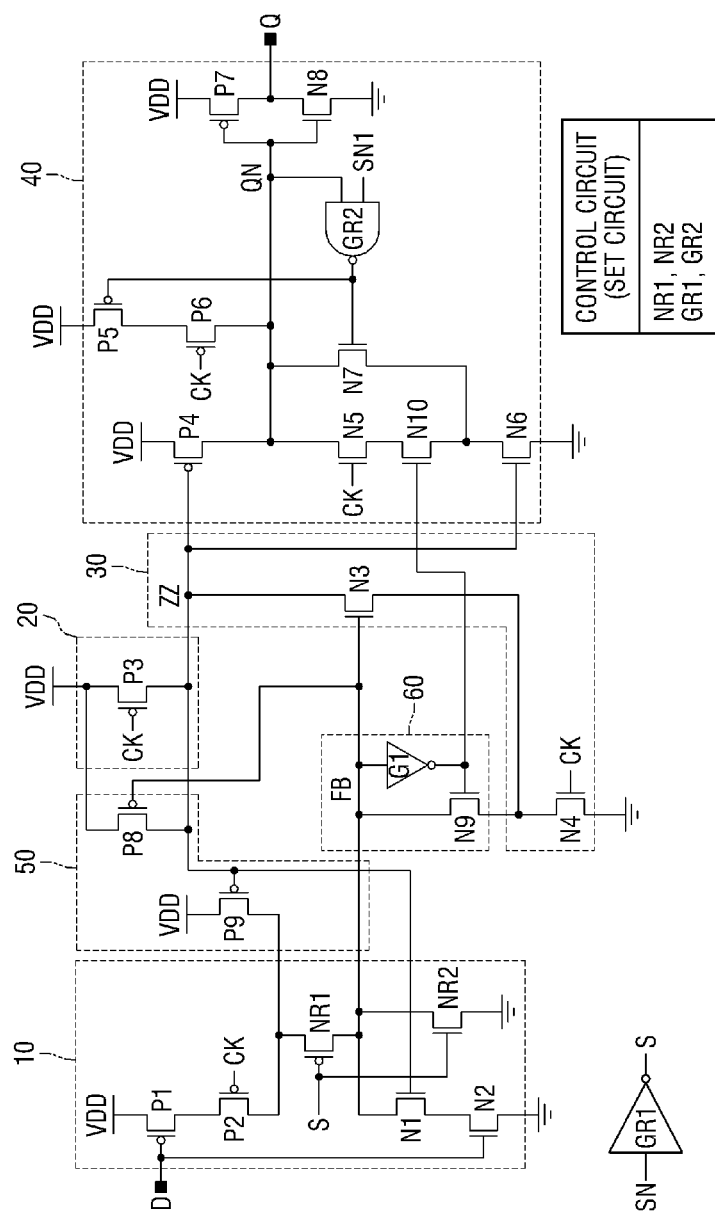 10
50
20
30
40
VDD
P1
D
P2
CK
VDD
P9
P8
VDD
P3
CK
ZZ
VDD
P4
VDD
P5
P6
CK
QN
VDD
P7
Q
N8
SN1
GR2
N7
N5
CK
N10
N6
N3
60
FB
G1
N9
N4
CK
NR1
S
NR2
N1
N2
SN
GR1
S
CONTROL CIRCUIT
(SET CIRCUIT)
NR1, NR2
GR1, GR2